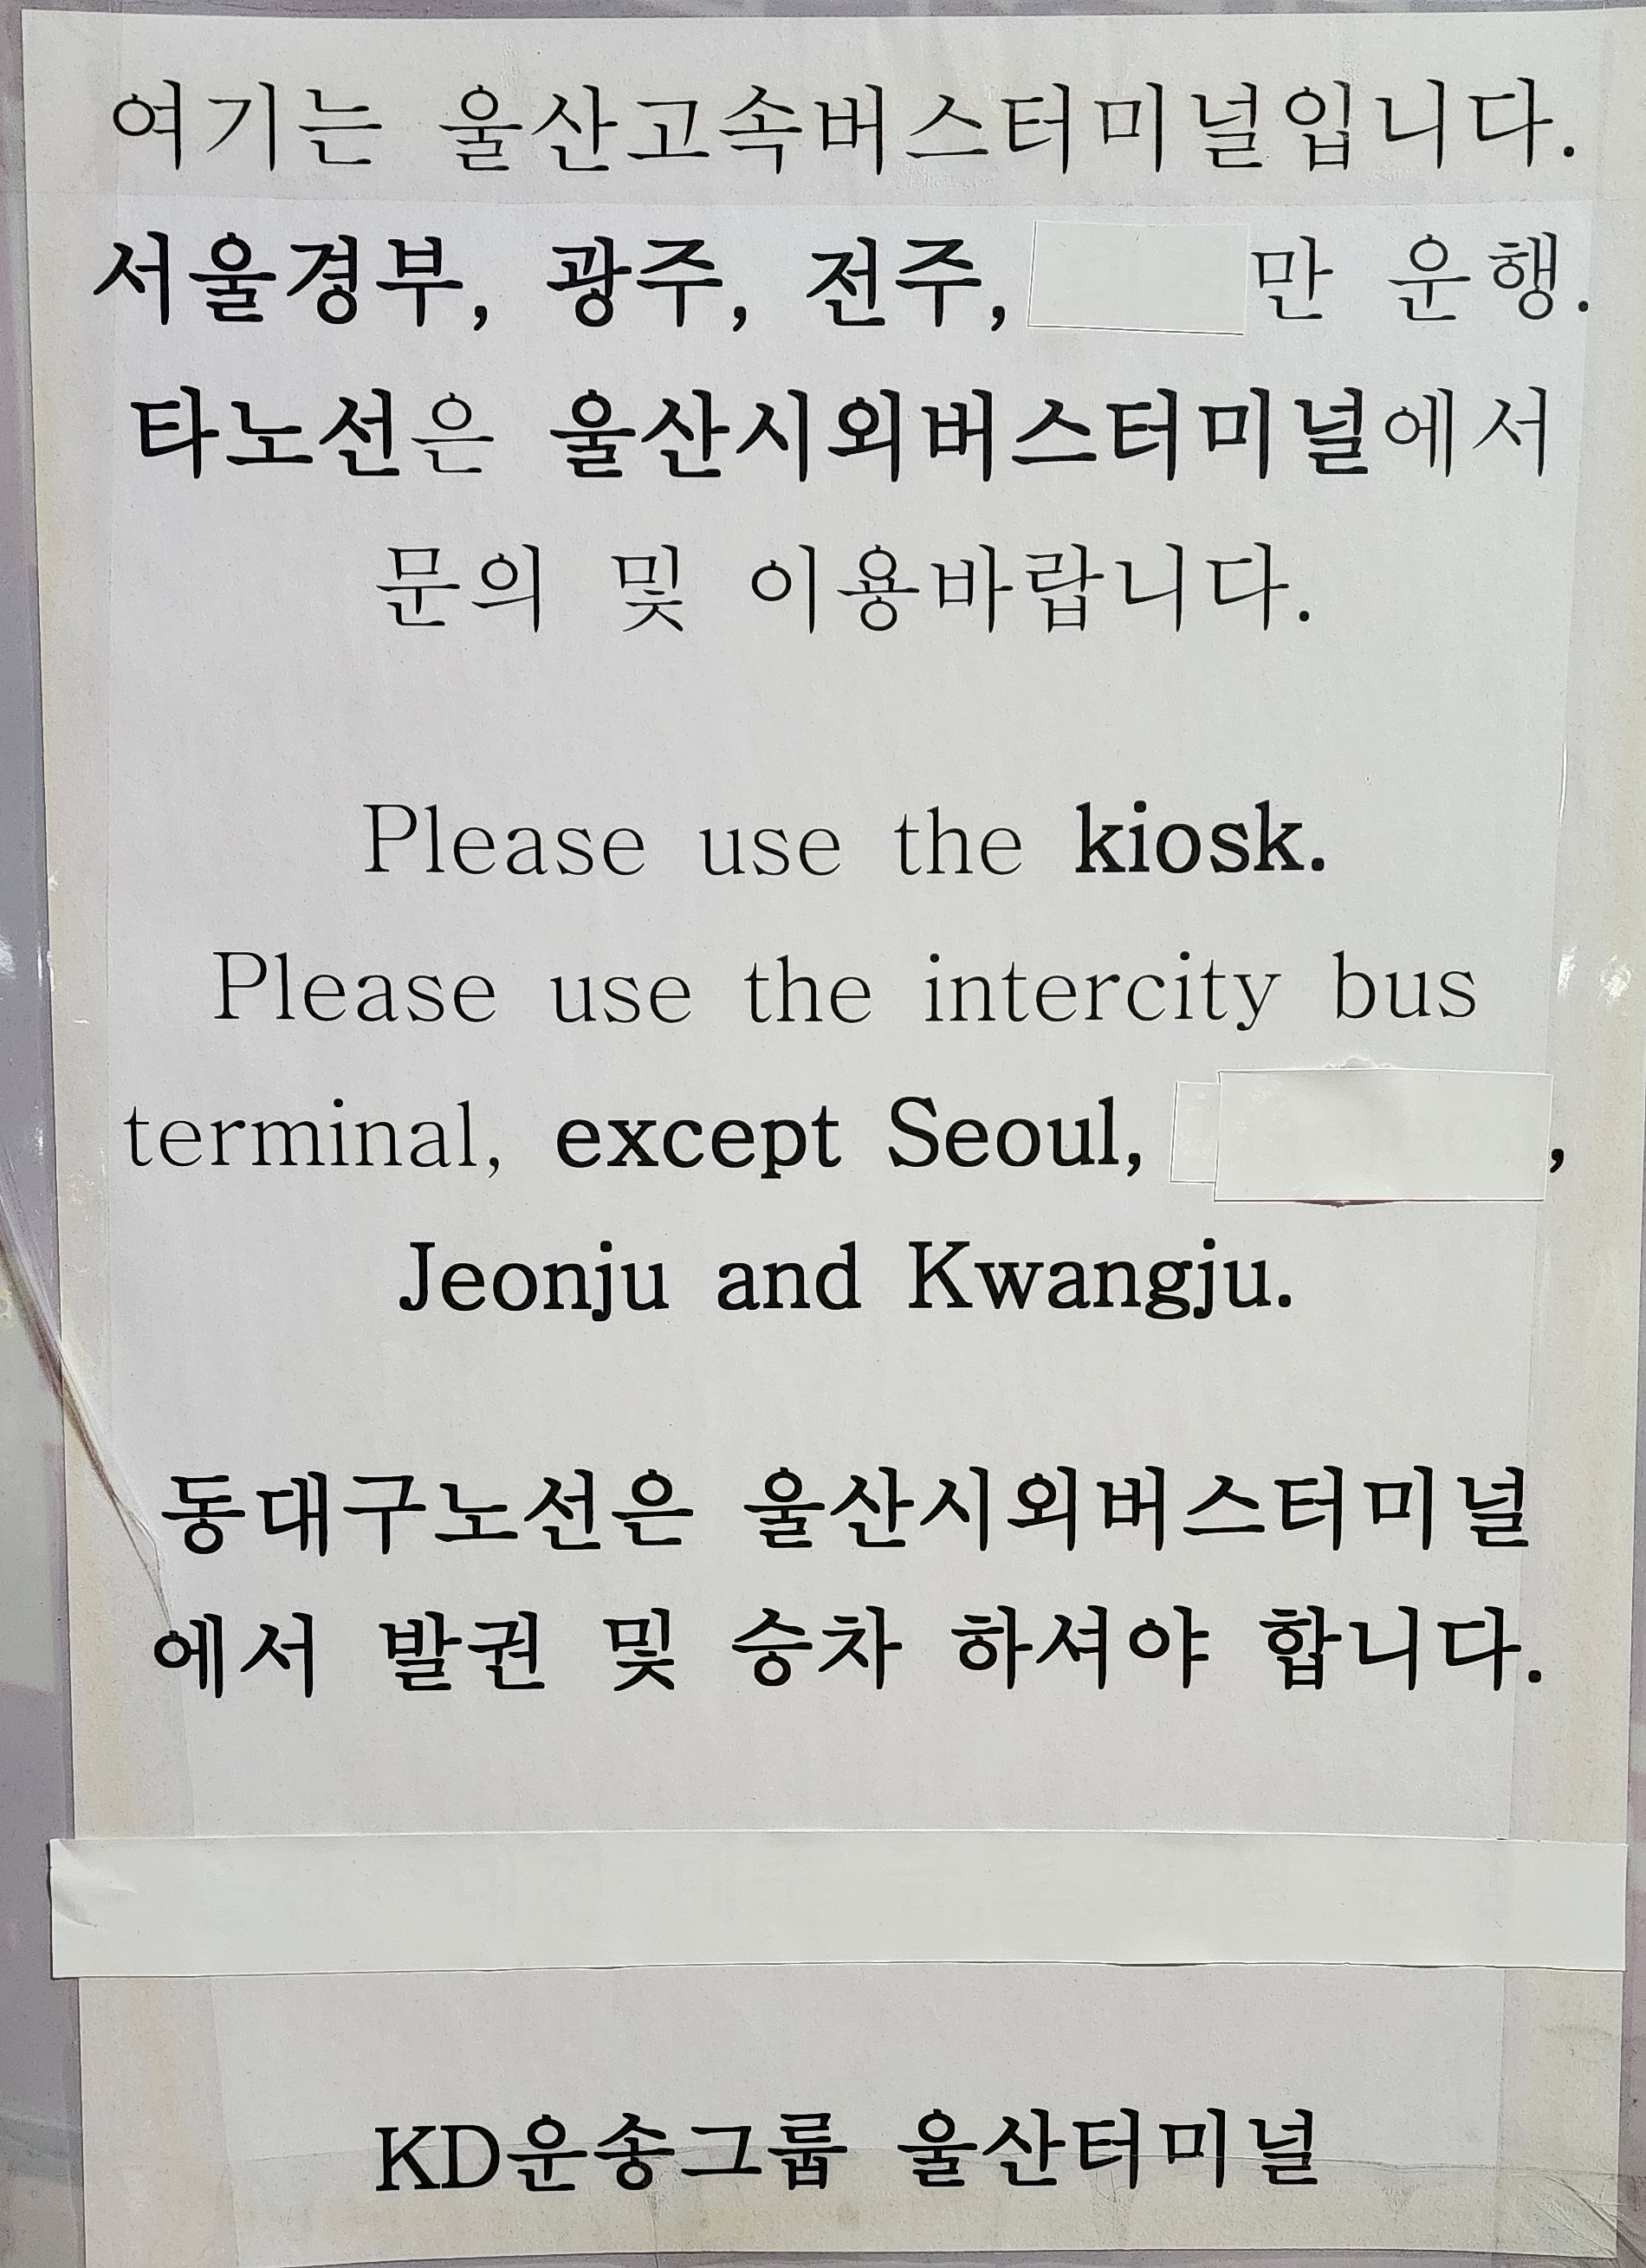 여기는 울산고속버스터미널입니다.
서울경부, 광주, 전주, 만 운행.
타노선은 울산시외버스터미널에서
문의 및 이용바랍니다.
Please use the kiosk.
Please use the intercity bus
terminal, except Seoul, ,
Jeonju and Kwangju.
동대구노선은 울산시외버스터미널
에서 발권 및 승차 하셔야 합니다.
KD운송그룹 울산터미널